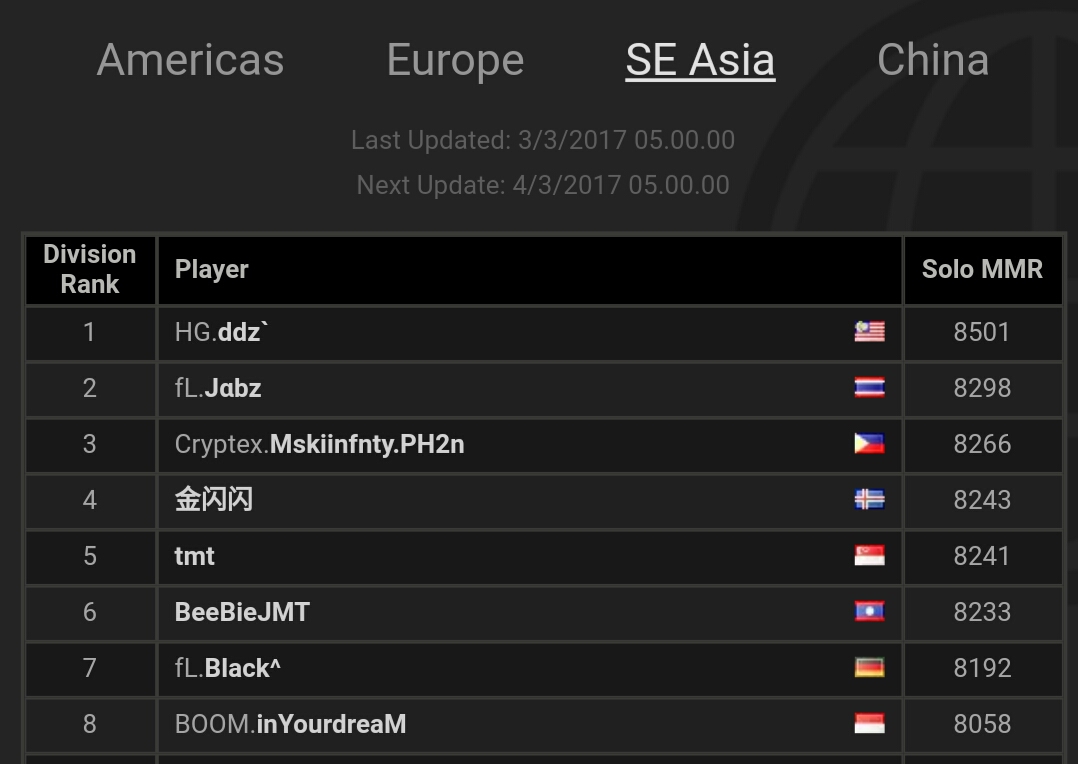 Americas Europe SE Asia China
Last Updated: 3/3/2017 05.00.00
Next Update: 4/3/2017 05.00.00
Division Rank Player Solo MMR
1 HG.ddz` 8501
2 fL.Jαbz 8298
3 Cryptex.Mskiinfnty.PH2n 8266
4 金闪闪 8243
5 tmt 8241
6 BeeBieJMT 8233
7 fL.Black^ 8192
8 BOOM.inYourdreaM 8058